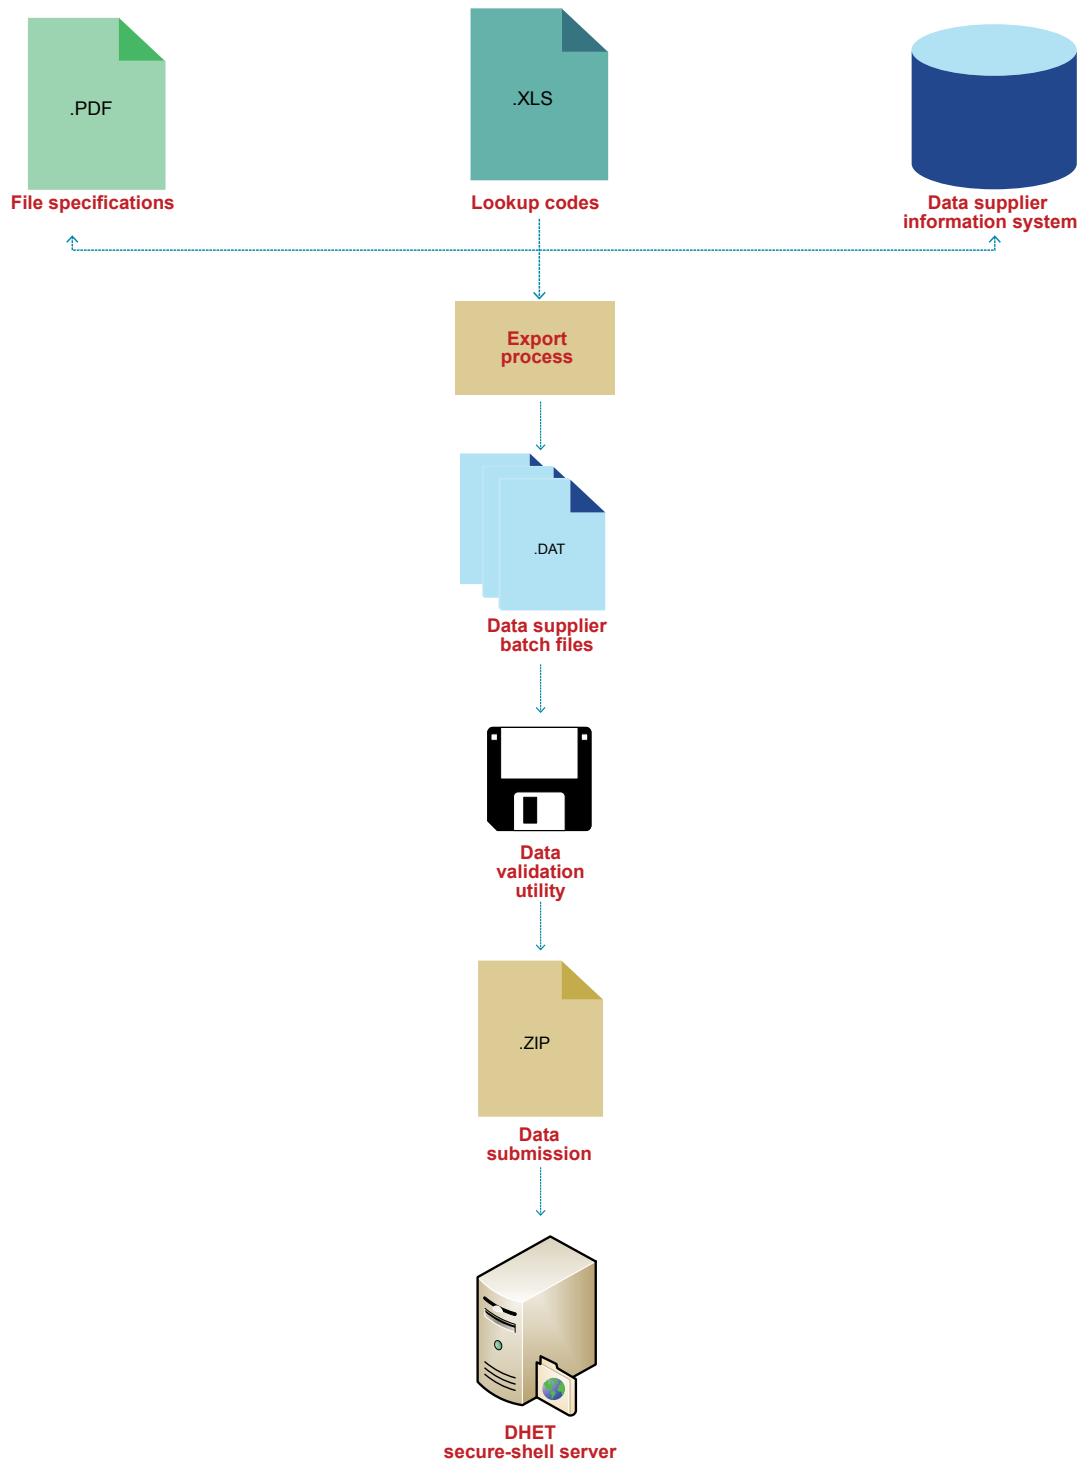 .PDF
.XLS
File specifications
Lookup codes
Data supplier
information system
Export
process
.DAT
Data supplier
batch files
Data
validation
utility
.ZIP
Data
submission
DHET
secure-shell server